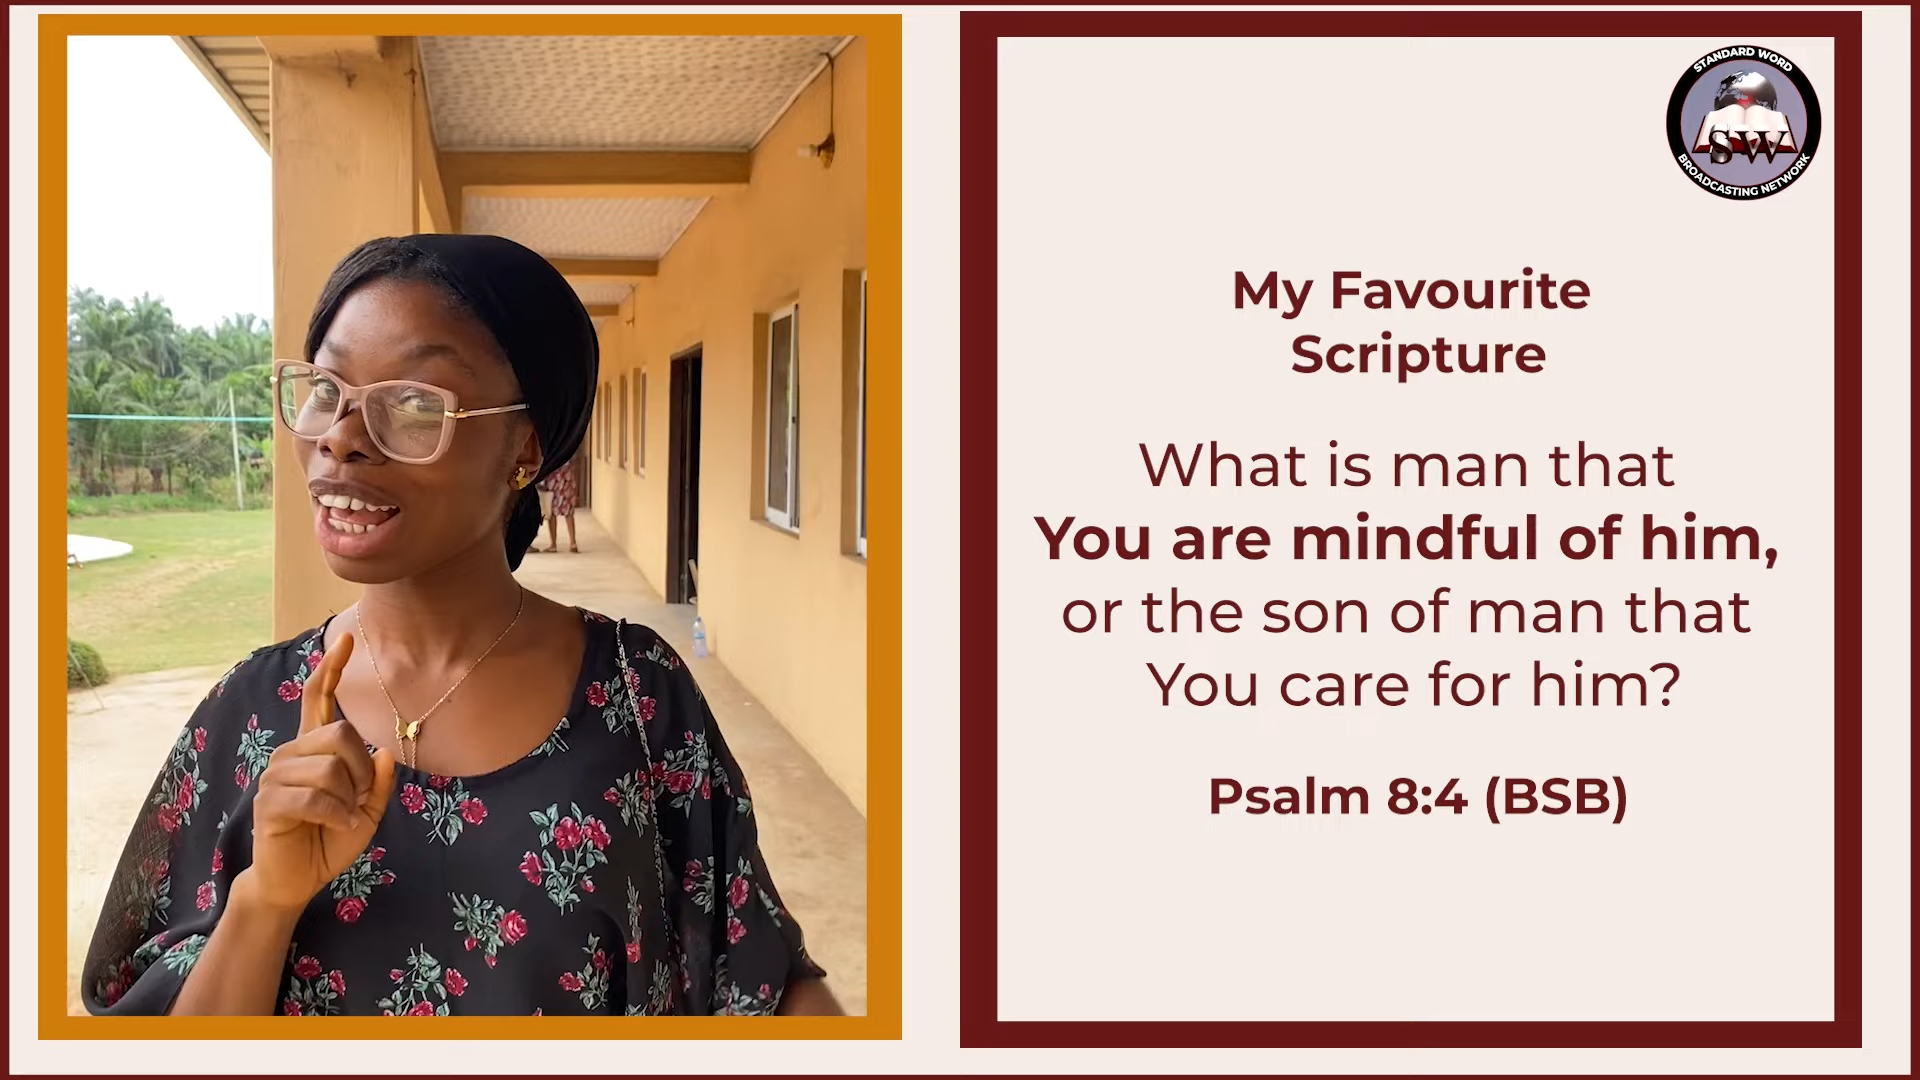 STANDARD WORD
SW
BROADCASTING NETWORK
My Favourite
Scripture
What is man that
You are mindful of him,
or the son of man that
You care for him?
Psalm 8:4 (BSB)